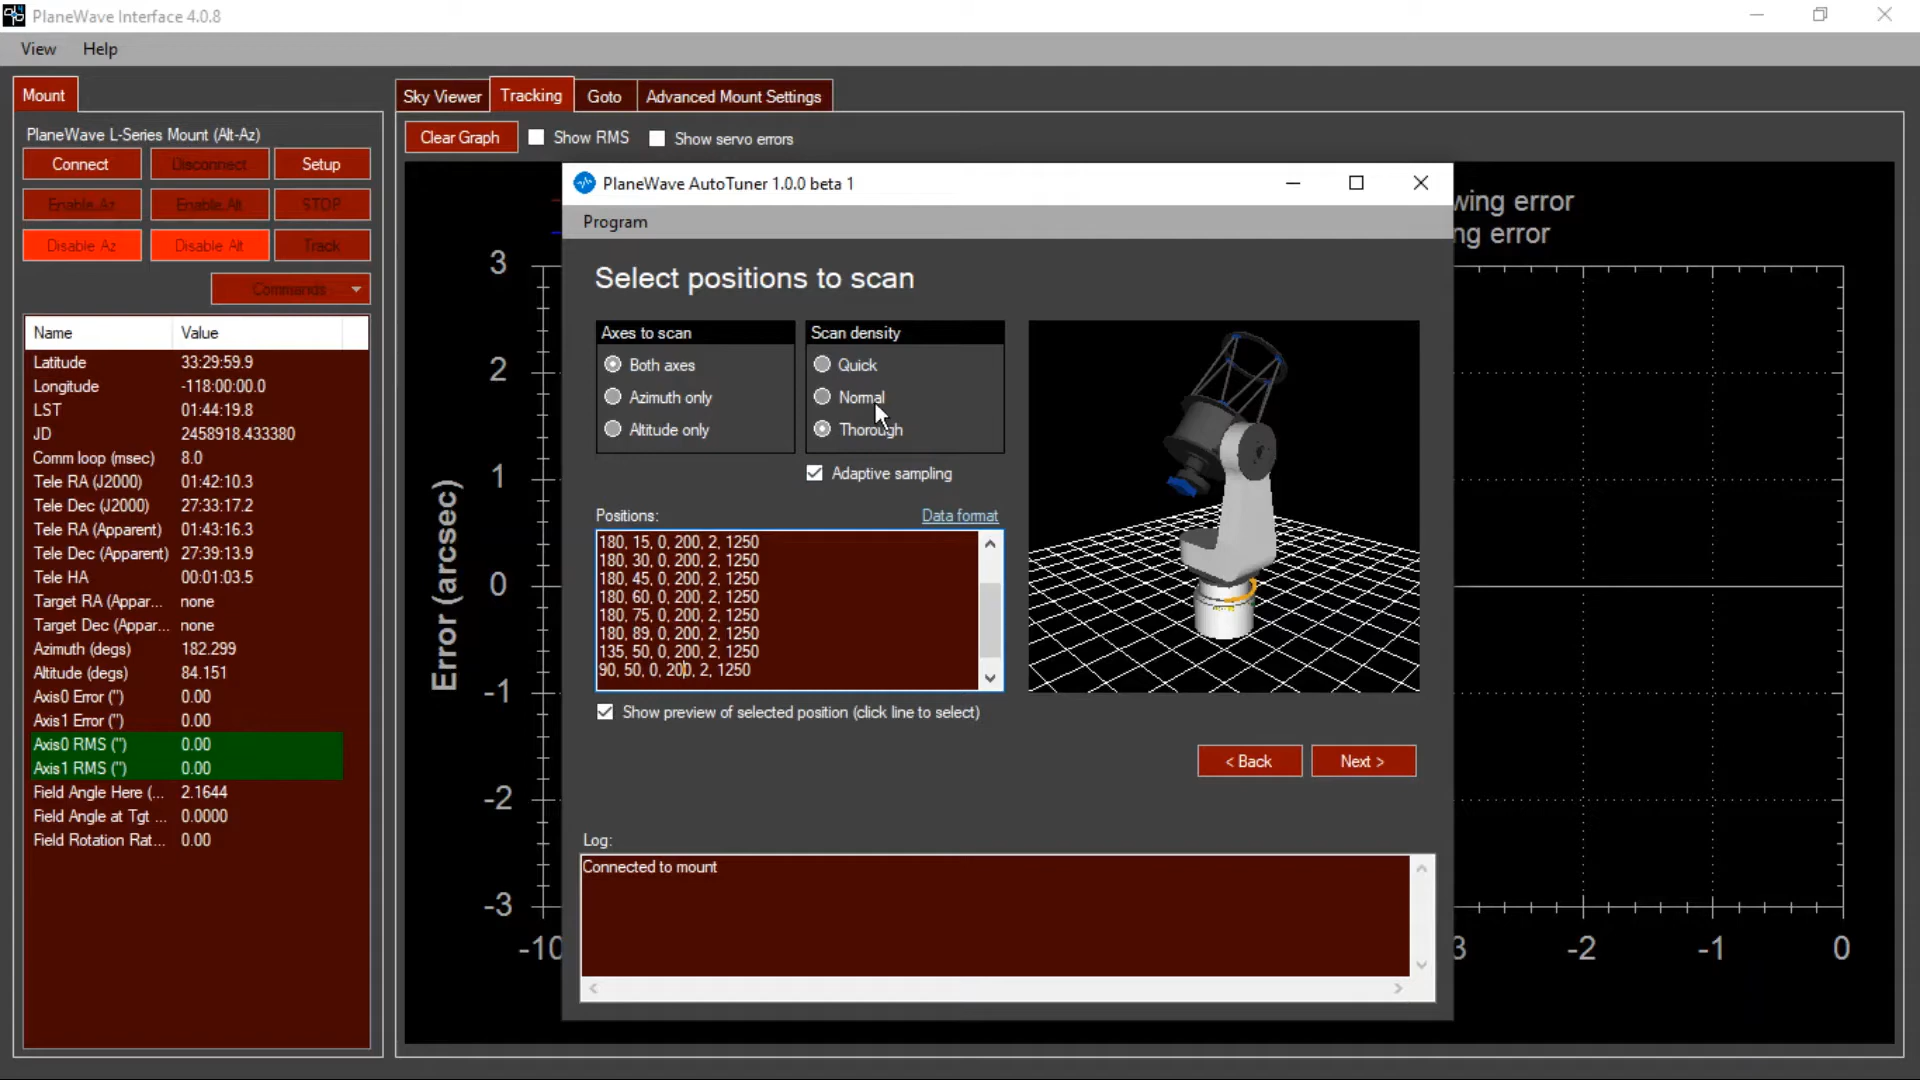 PlaneWave Interface 4.0.8
View Help
Mount
PlaneWave L-Series Mount (Alt-Az)
Connect Disconnect Setup
Enable Az Enable Alt STOP
Disable Az Disable Alt Track
Commands
Name Value
Latitude 33:29:59.9
Longitude -118:00:00.0
LST 01:44:19.8
JD 2458918.433380
Comm loop (msec) 8.0
Tele RA (J2000) 01:42:10.3
Tele Dec (J2000) 27:33:17.2
Tele RA (Apparent) 01:43:16.3
Tele Dec (Apparent) 27:39:13.9
Tele HA 00:01:03.5
Target RA (Appar... none
Target Dec (Appar... none
Azimuth (degs) 182.299
Altitude (degs) 84.151
Axis0 Error (") 0.00
Axis1 Error (") 0.00
Axis0 RMS (") 0.00
Axis1 RMS (") 0.00
Field Angle Here (... 2.1644
Field Angle at Tgt ... 0.0000
Field Rotation Rat... 0.00
Sky Viewer Tracking Goto Advanced Mount Settings
Clear Graph Show RMS Show servo errors
wing error
ng error
Error (arcsec)
3
2
1
0
-1
-2
-3
-10 3 -2 -1 0
PlaneWave AutoTuner 1.0.0 beta 1
Program
Select positions to scan
Axes to scan
Both axes
Azimuth only
Altitude only
Scan density
Quick
Normal
Thorough
Adaptive sampling
Positions: Data format
180, 15, 0, 200, 2, 1250
180, 30, 0, 200, 2, 1250
180, 45, 0, 200, 2, 1250
180, 60, 0, 200, 2, 1250
180, 75, 0, 200, 2, 1250
180, 89, 0, 200, 2, 1250
135, 50, 0, 200, 2, 1250
90, 50, 0, 200, 2, 1250
Show preview of selected position (click line to select)
< Back Next >
Log:
Connected to mount